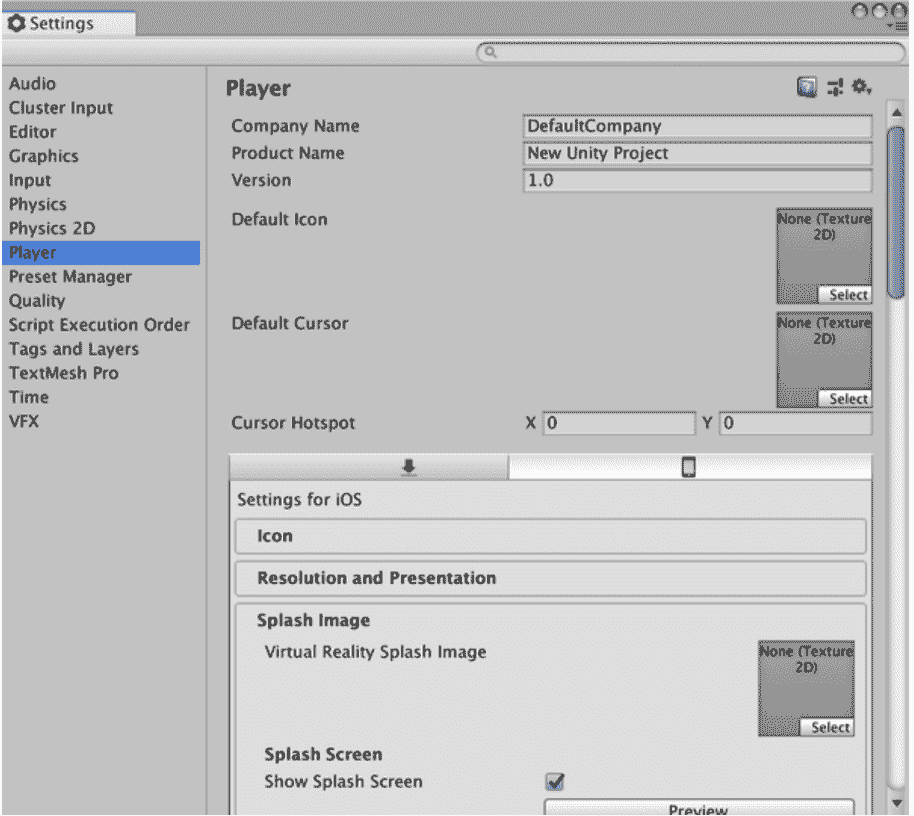 Settings
Audio
Cluster Input
Editor
Graphics
Input
Physics
Physics 2D
Player
Preset Manager
Quality
Script Execution Order
Tags and Layers
TextMesh Pro
Time
VFX
Player
Company Name DefaultCompany
Product Name New Unity Project
Version 1.0
Default Icon None (Texture
2D)
Select
Default Cursor None (Texture
2D)
Select
Cursor Hotspot X 0 Y 0
Settings for iOS
Icon
Resolution and Presentation
Splash Image
Virtual Reality Splash Image None (Texture
2D)
Select
Splash Screen
Show Splash Screen
Preview